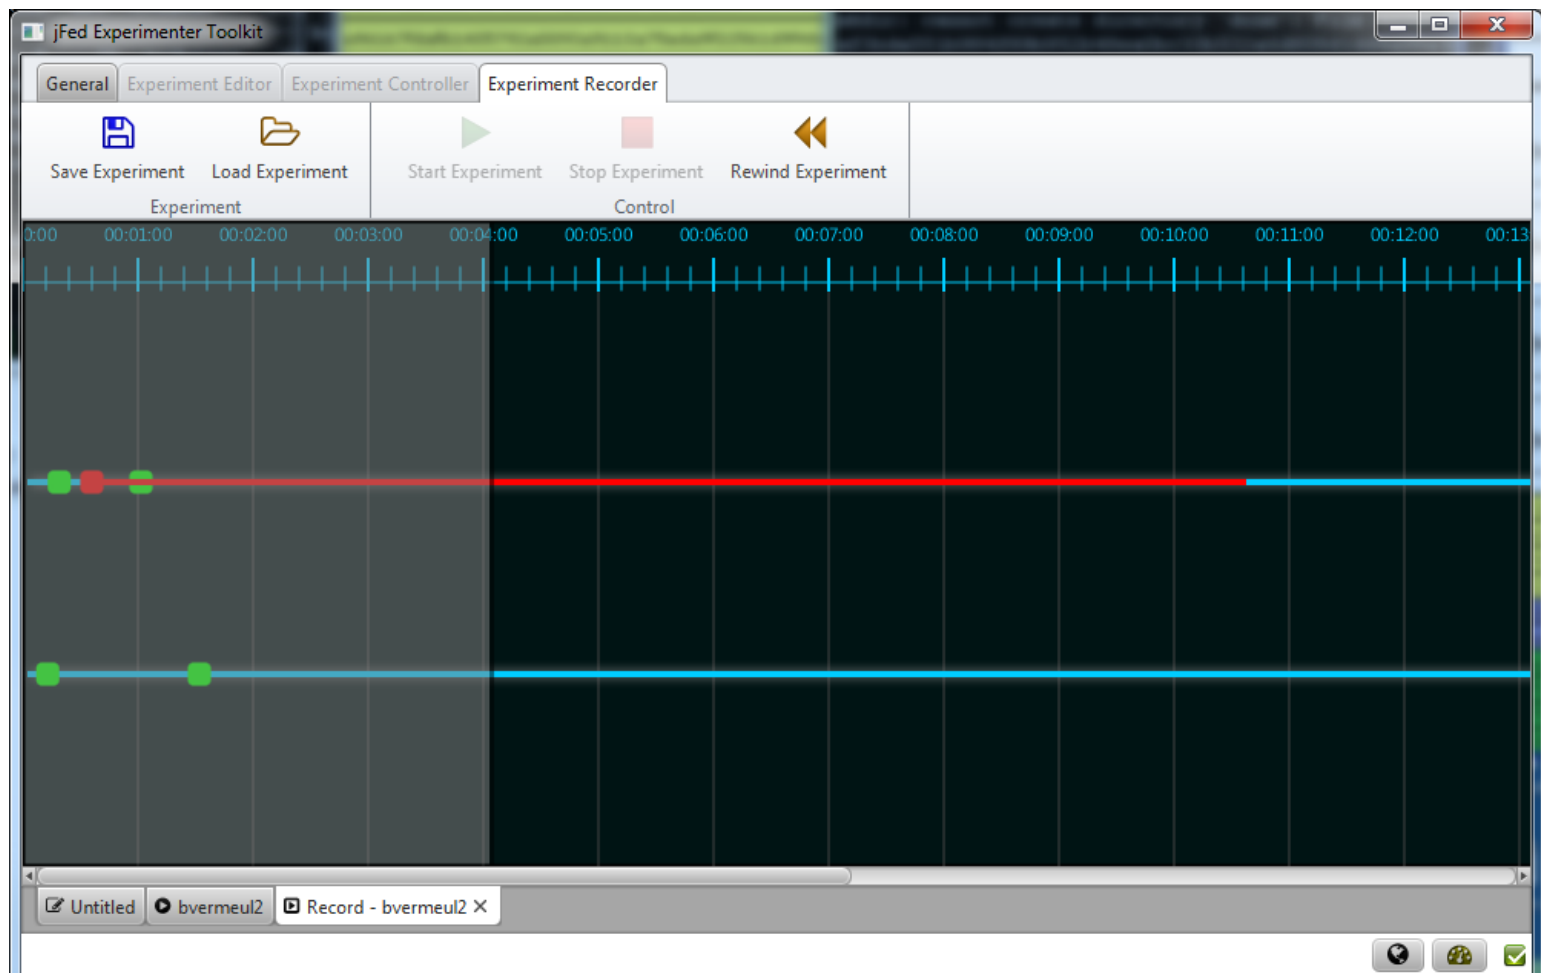 jFed Experimenter Toolkit
General Experiment Editor Experiment Controller Experiment Recorder
Save Experiment Load Experiment Start Experiment Stop Experiment Rewind Experiment
Experiment Control
0:00 00:01:00 00:02:00 00:03:00 00:04:00 00:05:00 00:06:00 00:07:00 00:08:00 00:09:00 00:10:00 00:11:00 00:12:00 00:13
Untitled bvermeul2 Record - bvermeul2